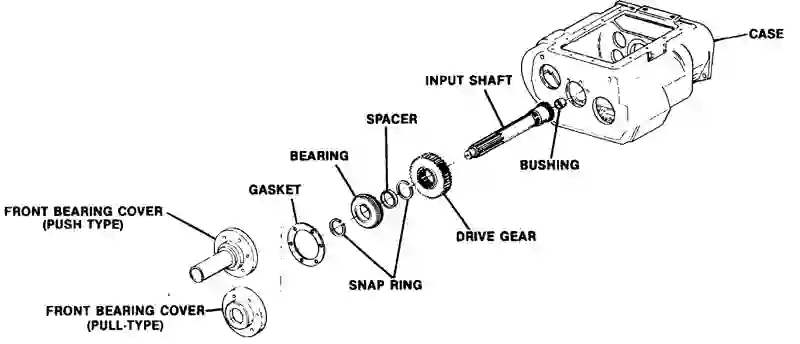 CASE
INPUT SHAFT
SPACER
BUSHING
BEARING
GASKET
FRONT BEARING COVER
(PUSH TYPE)
DRIVE GEAR
SNAP RING
FRONT BEARING COVER
(PULL-TYPE)